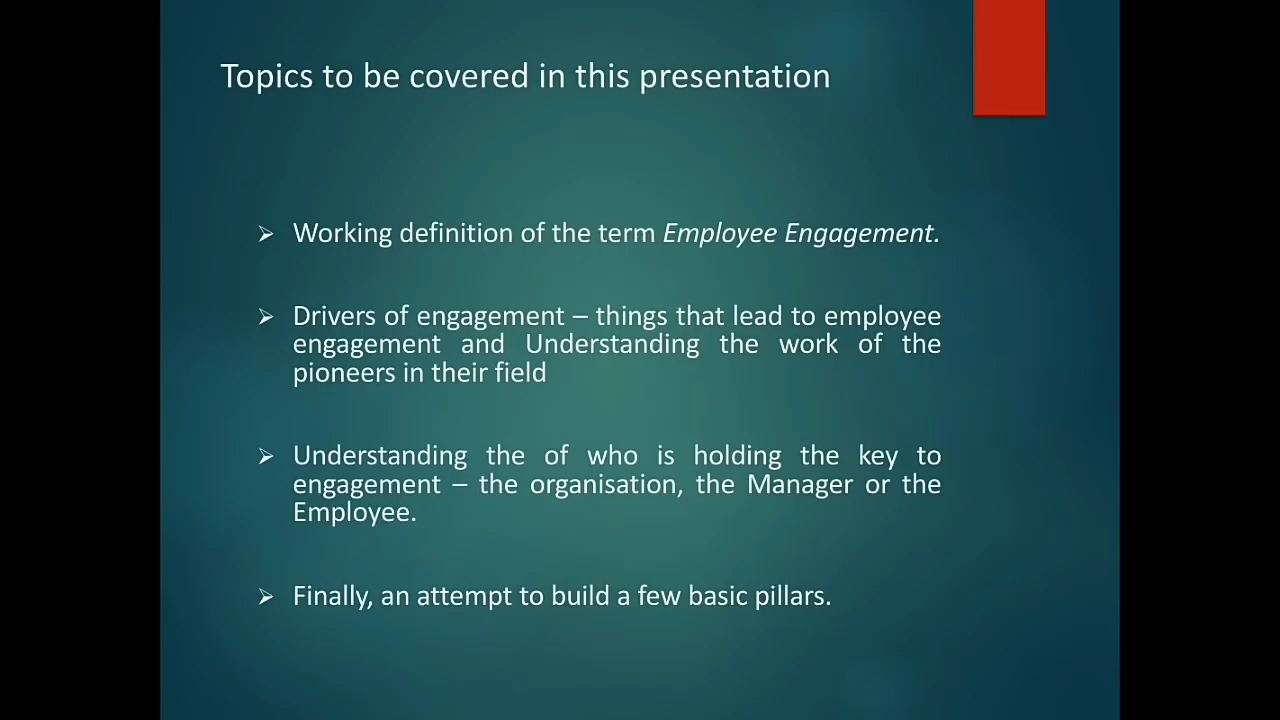 Topics to be covered in this presentation
Working definition of the term Employee Engagement.
Drivers of engagement – things that lead to employee
engagement and Understanding the work of the
pioneers in their field
Understanding the of who is holding the key to
engagement – the organisation, the Manager or the
Employee.
Finally, an attempt to build a few basic pillars.